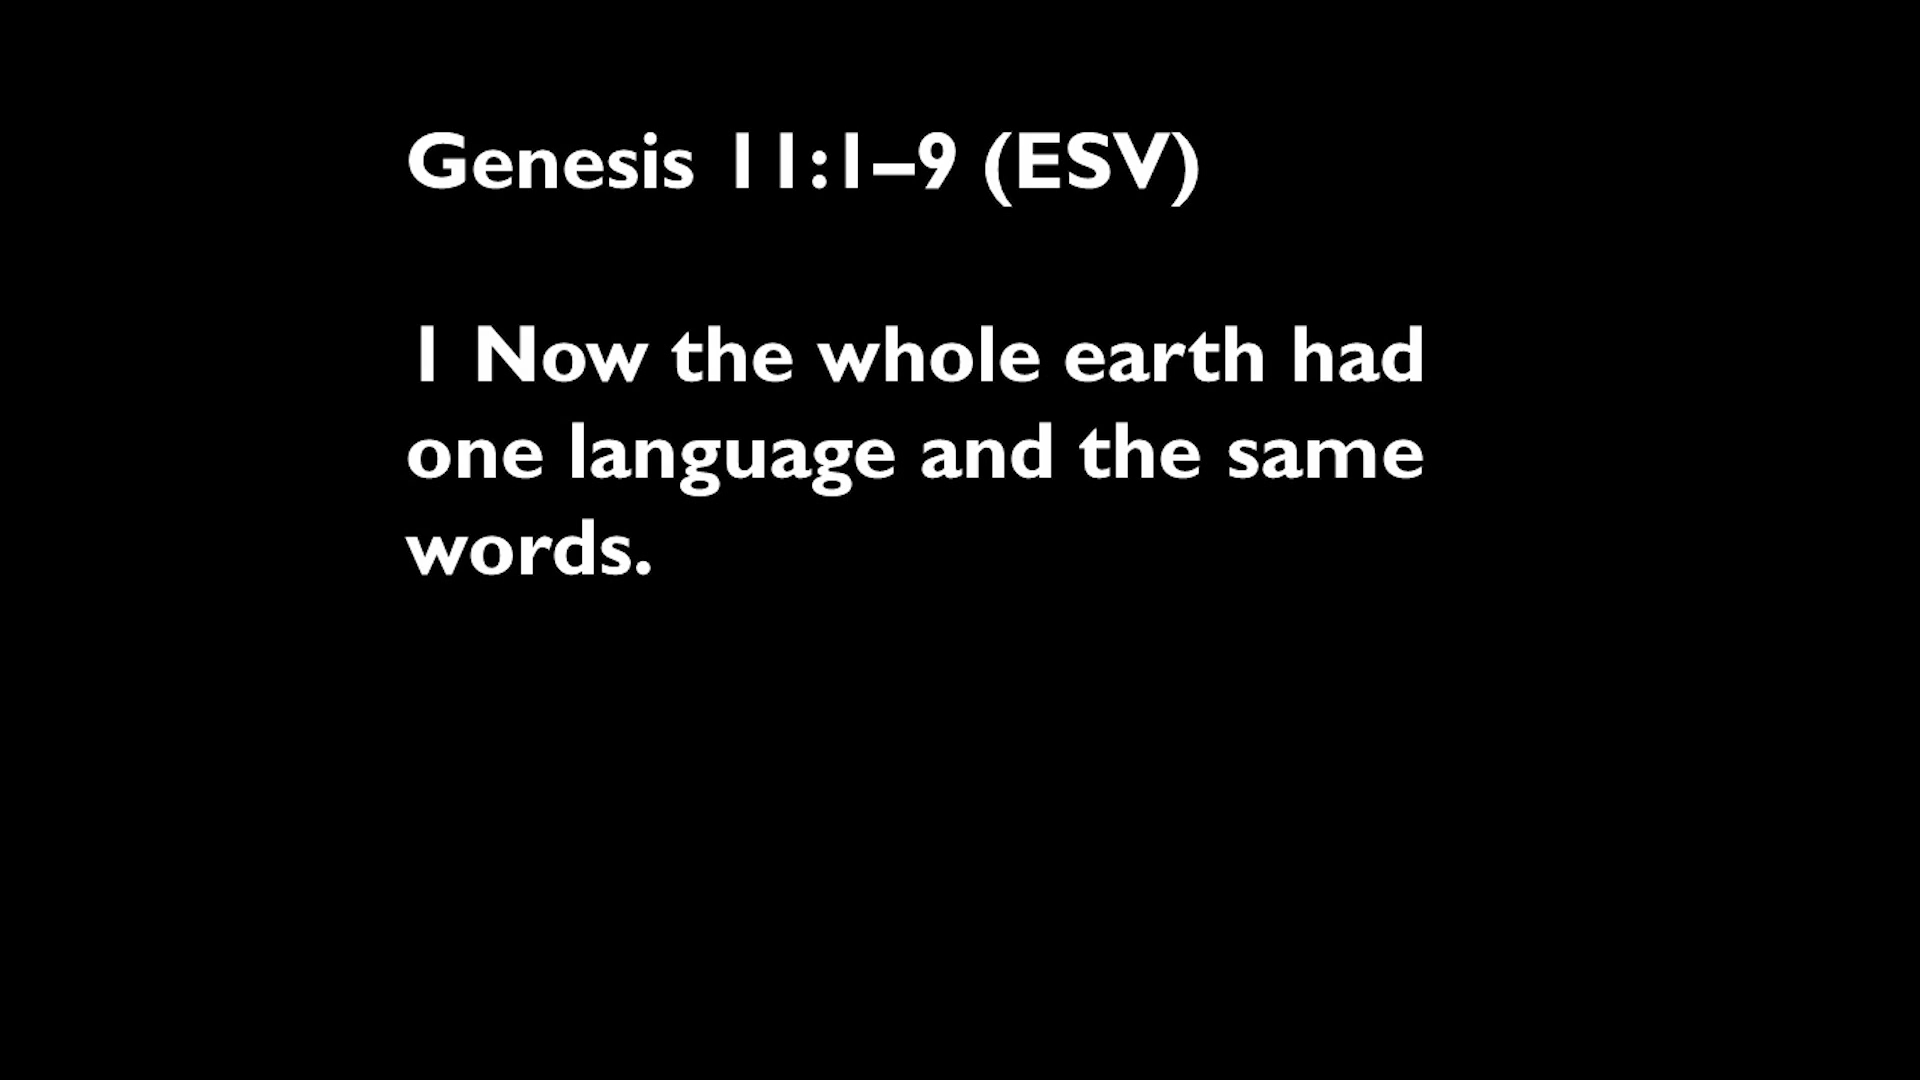 Genesis 11:1–9 (ESV)
1 Now the whole earth had
one language and the same
words.